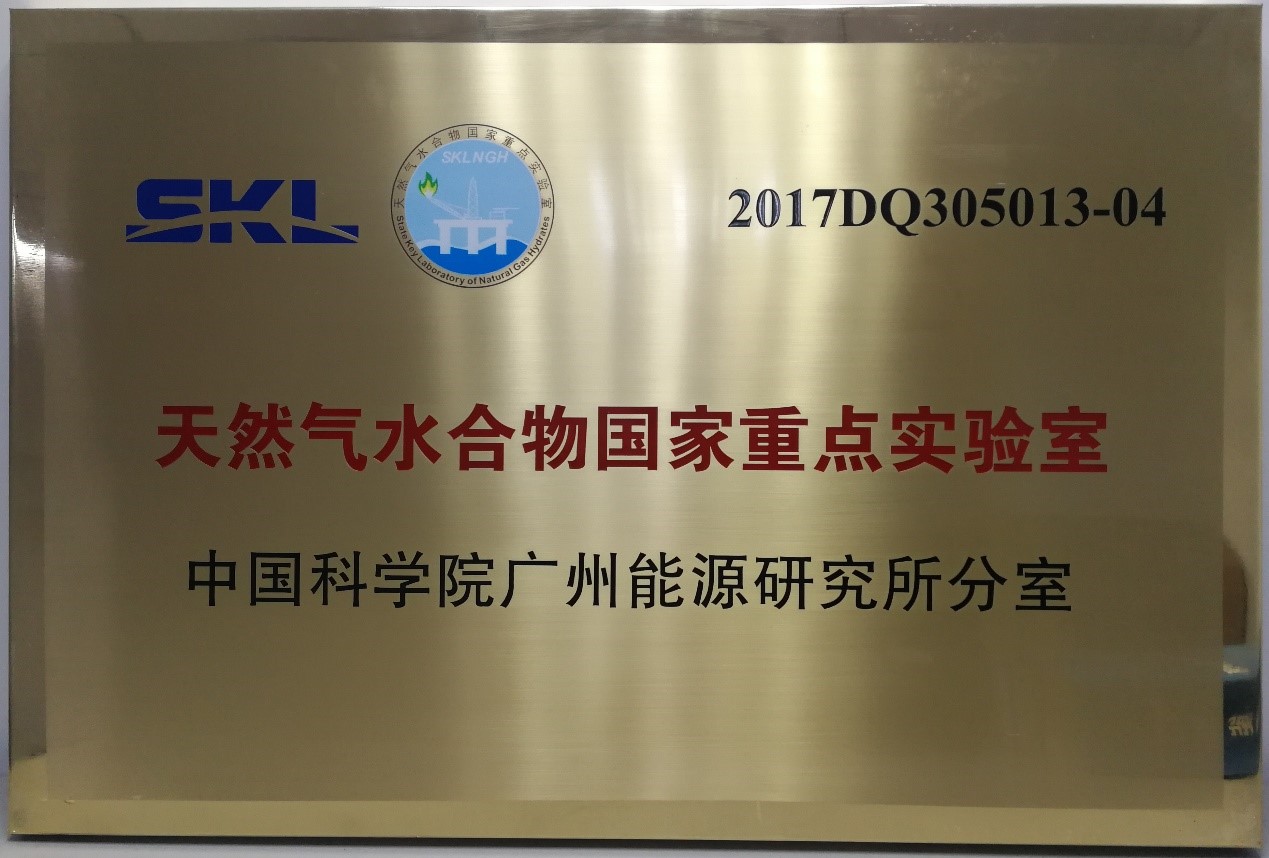 SKL
天然气水合物国家重点实验室
SKLNGH
State Key Laboratory of Natural Gas Hydrates
2017DQ305013-04
天然气水合物国家重点实验室
中国科学院广州能源研究所分室